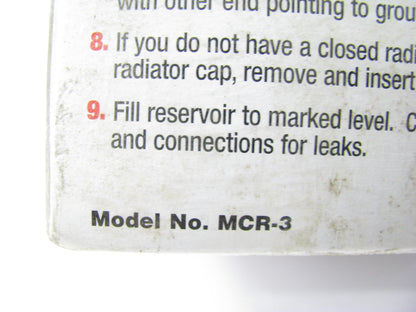 with other end pointing to grou
8. If you do not have a closed radi
radiator cap, remove and insert
9. Fill reservoir to marked level. C
and connections for leaks.
Model No. MCR-3